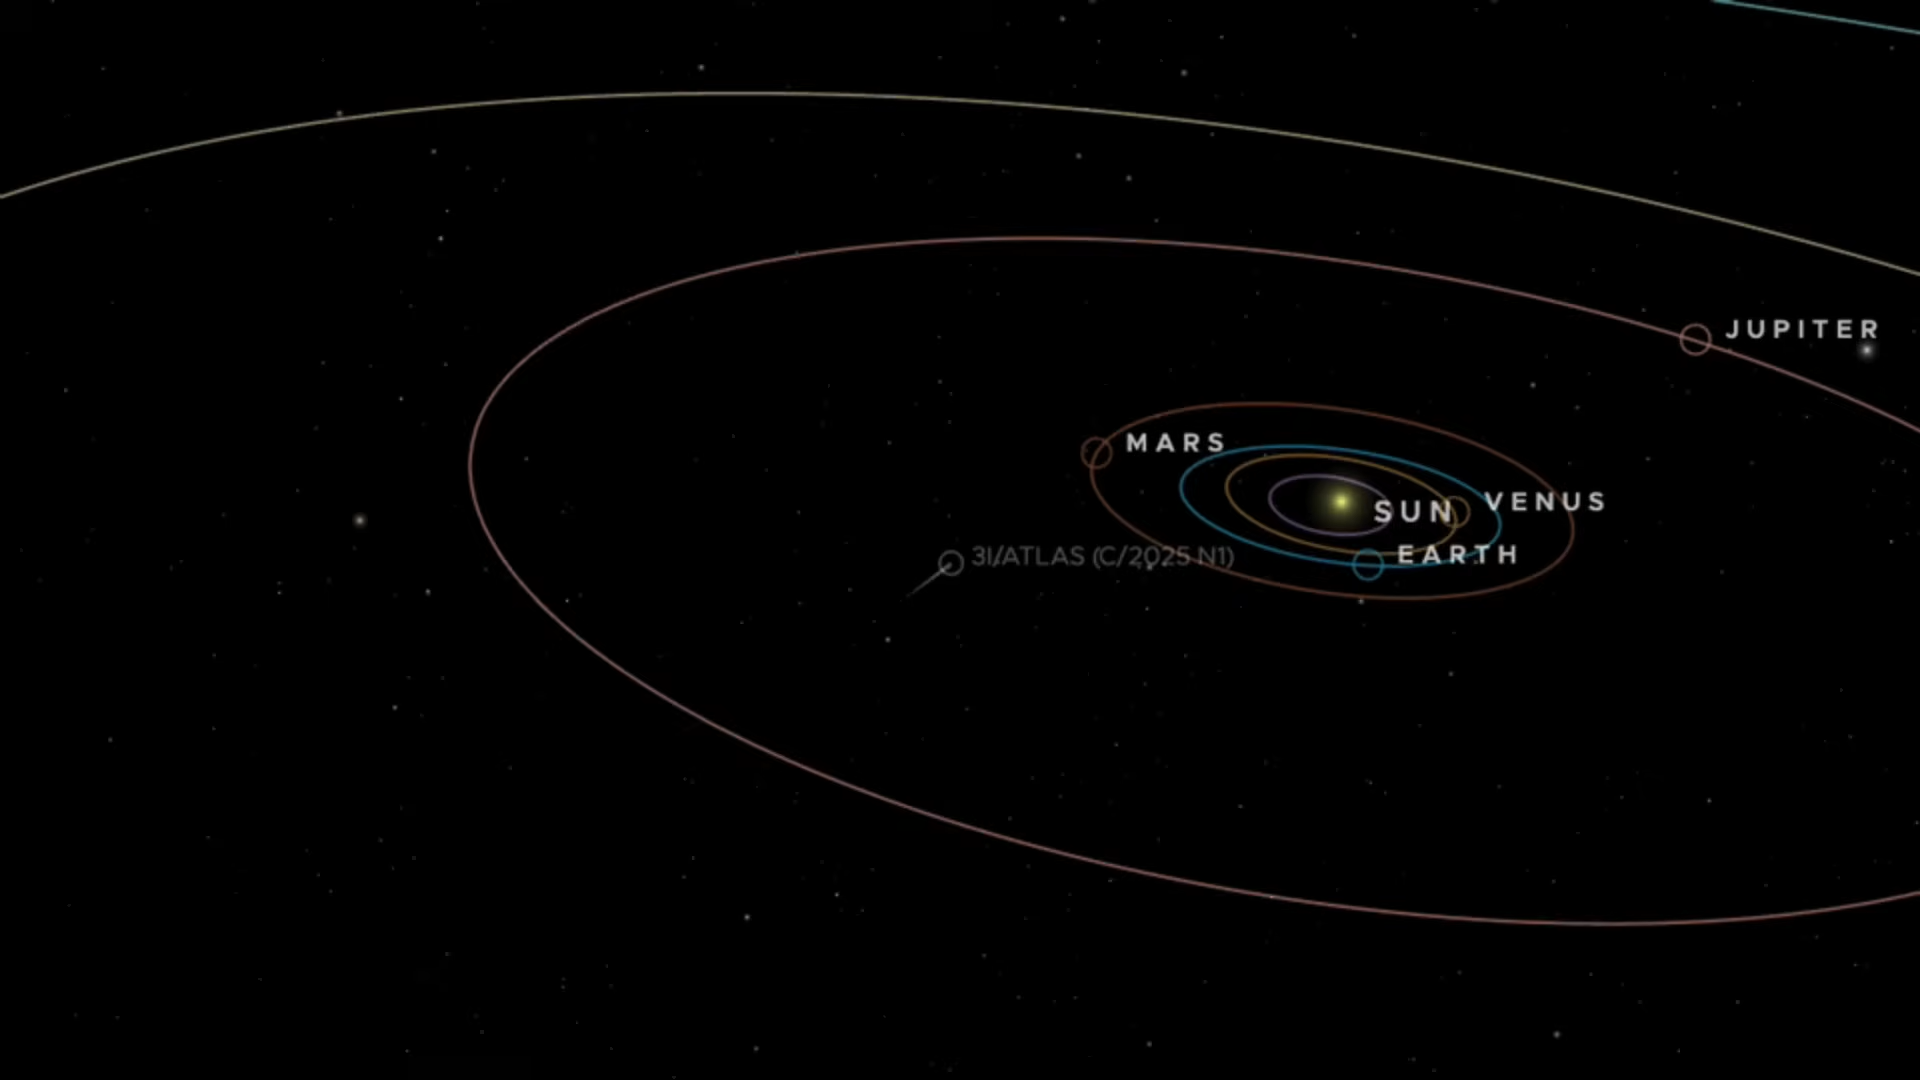 JUPITER
MARS
VENUS
SUN
EARTH
3I/ATLAS (C/2025 N1)